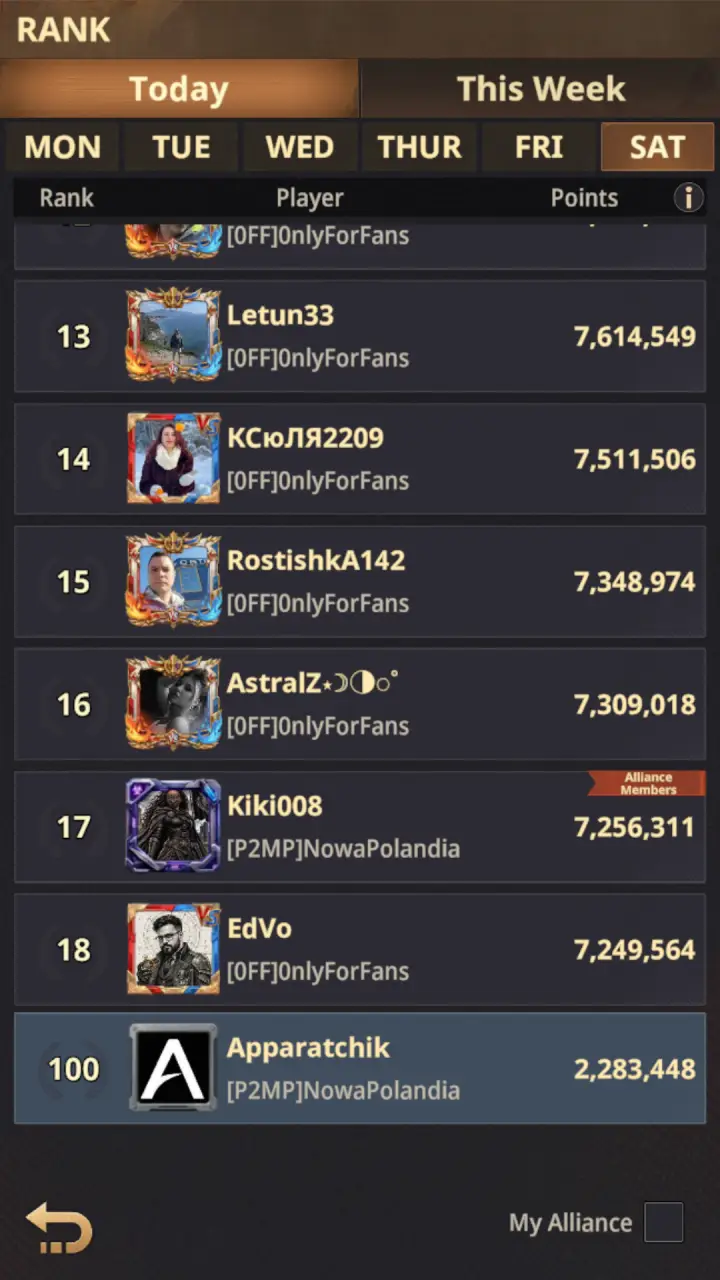 RANK
Today This Week
MON TUE WED THUR FRI SAT
Rank Player Points
[0FF]0nlyForFans
13 Letun33 7,614,549
[0FF]0nlyForFans
14 КСюЛЯ2209 7,511,506
[0FF]0nlyForFans
15 RostishkA142 7,348,974
[0FF]0nlyForFans
16 AstralZ⋆☽◑○° 7,309,018
[0FF]0nlyForFans
Alliance
Members
17 Kiki008 7,256,311
[P2MP]NowaPolandia
18 EdVo 7,249,564
[0FF]0nlyForFans
100 Apparatchik 2,283,448
[P2MP]NowaPolandia
My Alliance